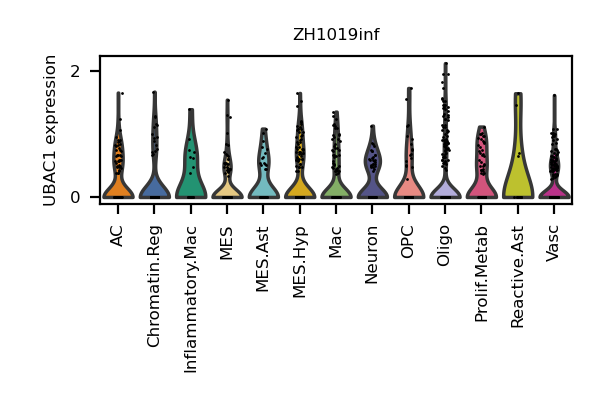 ZH1019inf
UBAC1 expression
2
0
AC
Chromatin.Reg
Inflammatory.Mac
MES
MES.Ast
MES.Hyp
Mac
Neuron
OPC
Oligo
Prolif.Metab
Reactive.Ast
Vasc